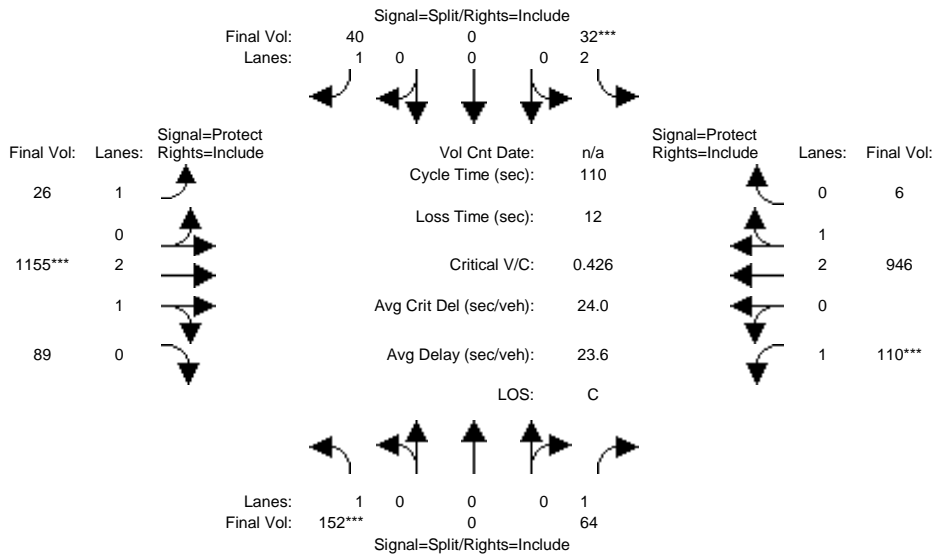 Signal=Split/Rights=Include
Final Vol: 40 0 32***
Lanes: 1 0 0 0 2
Signal=Protect
Final Vol: Lanes: Rights=Include
Vol Cnt Date: n/a
Signal=Protect
Rights=Include Lanes: Final Vol:
Cycle Time (sec): 110
26 1
0 6
Loss Time (sec): 12
0
1
1155*** 2
Critical V/C: 0.426
2 946
1
Avg Crit Del (sec/veh): 24.0
0
89 0
Avg Delay (sec/veh): 23.6
1 110***
LOS: C
Lanes: 1 0 0 0 1
Final Vol: 152*** 0 64
Signal=Split/Rights=Include